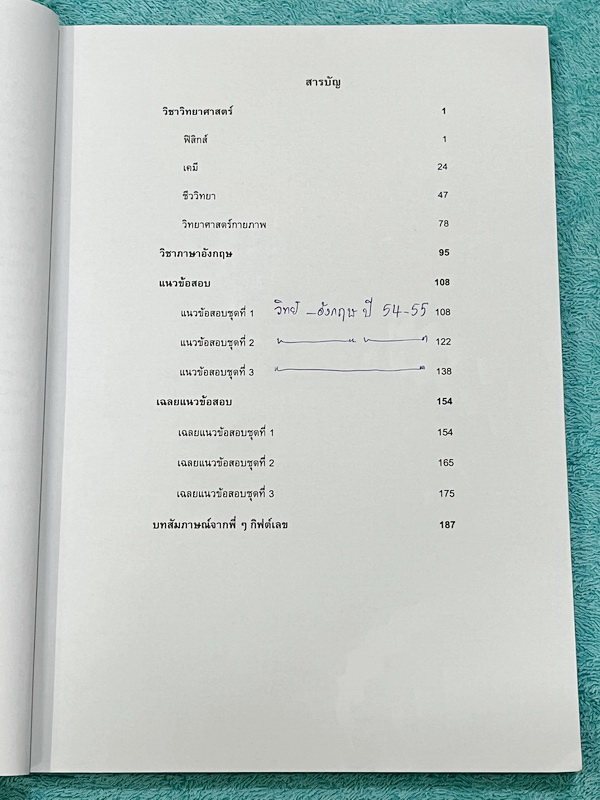 สารบัญ
วิชาวิทยาศาสตร์ 1
ฟิสิกส์ 1
เคมี 24
ชีววิทยา 47
วิทยาศาสตร์กายภาพ 78
วิชาภาษาอังกฤษ 95
แนวข้อสอบ 108
แนวข้อสอบชุดที่ 1 วิทย์ - อังกฤษ ปี 54-55 108
แนวข้อสอบชุดที่ 2 122
แนวข้อสอบชุดที่ 3 138
เฉลยแนวข้อสอบ 154
เฉลยแนวข้อสอบชุดที่ 1 154
เฉลยแนวข้อสอบชุดที่ 2 165
เฉลยแนวข้อสอบชุดที่ 3 175
บทสัมภาษณ์จากพี่ ๆ กิฟต์เลข 187